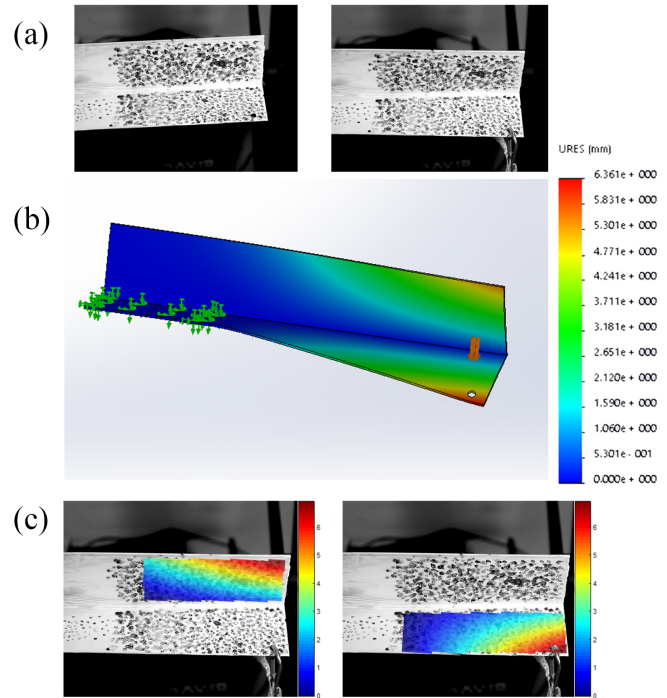 (a)
URES (mm)
6.361e + 000
5.831e + 000
5.301e + 000
4.771e + 000
4.241e + 000
3.711e + 000
3.181e + 000
2.651e + 000
2.120e + 000
1.590e + 000
1.060e + 000
5.301e - 001
0.000e + 000
(b)
(c)
6
5
4
3
2
1
0
6
5
4
3
2
1
0